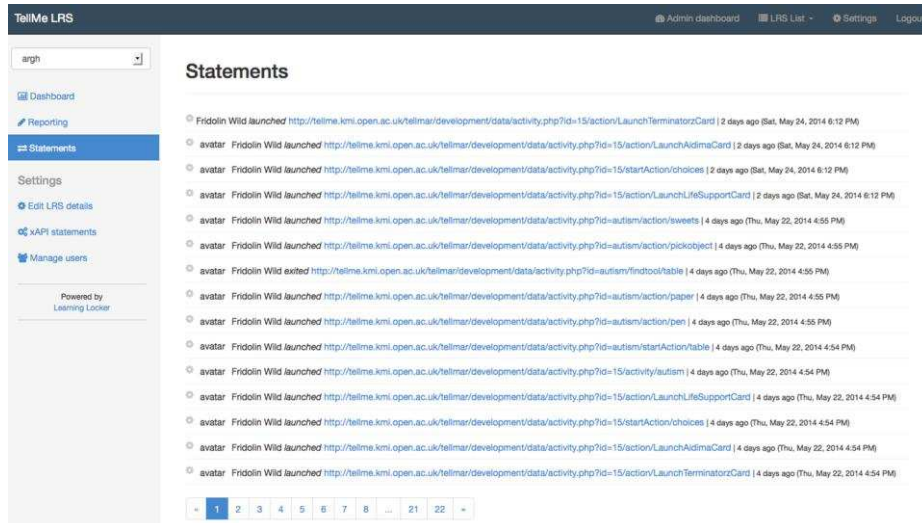 TellMe LRS
Admin dashboard LRS List Settings Logou
argh
Dashboard
Reporting
Statements
Settings
Edit LRS details
xAPI statements
Manage users
Powered by
Learning Locker
Statements
Fridolin Wild launched http://tellme.kmi.open.ac.uk/tellmar/development/data/activity.php?id=15/action/LaunchTerminatorzCard | 2 days ago (Sat, May 24, 2014 6:12 PM)
avatar Fridolin Wild launched http://tellme.kmi.open.ac.uk/tellmar/development/data/activity.php?id=15/action/LaunchAidimaCard | 2 days ago (Sat, May 24, 2014 6:12 PM)
avatar Fridolin Wild launched http://tellme.kmi.open.ac.uk/tellmar/development/data/activity.php?id=15/startAction/choices | 2 days ago (Sat, May 24, 2014 6:12 PM)
avatar Fridolin Wild launched http://tellme.kmi.open.ac.uk/tellmar/development/data/activity.php?id=15/action/LaunchLifeSupportCard | 2 days ago (Sat, May 24, 2014 6:12 PM)
avatar Fridolin Wild launched http://tellme.kmi.open.ac.uk/tellmar/development/data/activity.php?id=autism/action/sweets | 4 days ago (Thu, May 22, 2014 4:55 PM)
avatar Fridolin Wild launched http://tellme.kmi.open.ac.uk/tellmar/development/data/activity.php?id=autism/action/pickobject | 4 days ago (Thu, May 22, 2014 4:55 PM)
avatar Fridolin Wild exited http://tellme.kmi.open.ac.uk/tellmar/development/data/activity.php?id=autism/findtool/table | 4 days ago (Thu, May 22, 2014 4:55 PM)
avatar Fridolin Wild launched http://tellme.kmi.open.ac.uk/tellmar/development/data/activity.php?id=autism/action/paper | 4 days ago (Thu, May 22, 2014 4:55 PM)
avatar Fridolin Wild launched http://tellme.kmi.open.ac.uk/tellmar/development/data/activity.php?id=autism/action/pen | 4 days ago (Thu, May 22, 2014 4:55 PM)
avatar Fridolin Wild launched http://tellme.kmi.open.ac.uk/tellmar/development/data/activity.php?id=autism/startAction/table | 4 days ago (Thu, May 22, 2014 4:54 PM)
avatar Fridolin Wild launched http://tellme.kmi.open.ac.uk/tellmar/development/data/activity.php?id=15/activity/autism | 4 days ago (Thu, May 22, 2014 4:54 PM)
avatar Fridolin Wild launched http://tellme.kmi.open.ac.uk/tellmar/development/data/activity.php?id=15/action/LaunchLifeSupportCard | 4 days ago (Thu, May 22, 2014 4:54 PM)
avatar Fridolin Wild launched http://tellme.kmi.open.ac.uk/tellmar/development/data/activity.php?id=15/startAction/choices | 4 days ago (Thu, May 22, 2014 4:54 PM)
avatar Fridolin Wild launched http://tellme.kmi.open.ac.uk/tellmar/development/data/activity.php?id=15/action/LaunchAidimaCard | 4 days ago (Thu, May 22, 2014 4:54 PM)
avatar Fridolin Wild launched http://tellme.kmi.open.ac.uk/tellmar/development/data/activity.php?id=15/action/LaunchTerminatorzCard | 4 days ago (Thu, May 22, 2014 4:54 PM)
« 1 2 3 4 5 6 7 8 ... 21 22 »